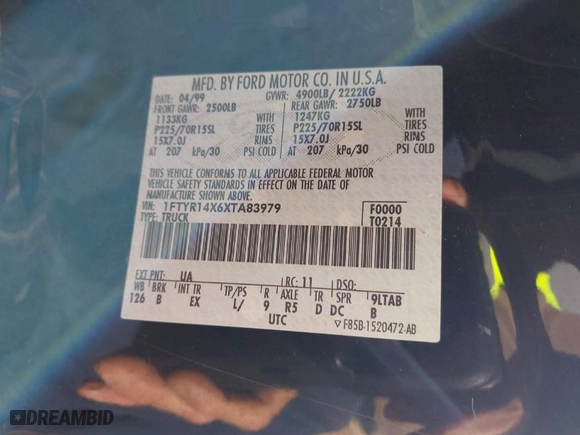 MFD. BY FORD MOTOR CO. IN U.S.A.
DATE: 04/99 GVWR: 4900LB/ 2222KG
FRONT GAWR: 2500LB REAR GAWR: 2750LB
1133KG WITH 1247KG WITH
P225/70R15SL TIRES P225/70R15SL TIRES
15X7.0J RIMS 15X7.0J RIMS
AT 207 kPa/30 PSI COLD AT 207 kPa/30 PSI COLD
THIS VEHICLE CONFORMS TO ALL APPLICABLE FEDERAL MOTOR
VEHICLE SAFETY STANDARDS IN EFFECT ON THE DATE OF
MANUFACTURE SHOWN ABOVE.
VIN: 1FTYR14X6XTA83979 F0000
TYPE: TRUCK T0214
EXT PNT: UA RC: 11 DSO:
WB BRK INT TR TP/PS R AXLE TR SPR 9LTAB
126 B EX L/ 9 R5 D DC B
UTC ▽F85B-1520472-AB
DREAMBID